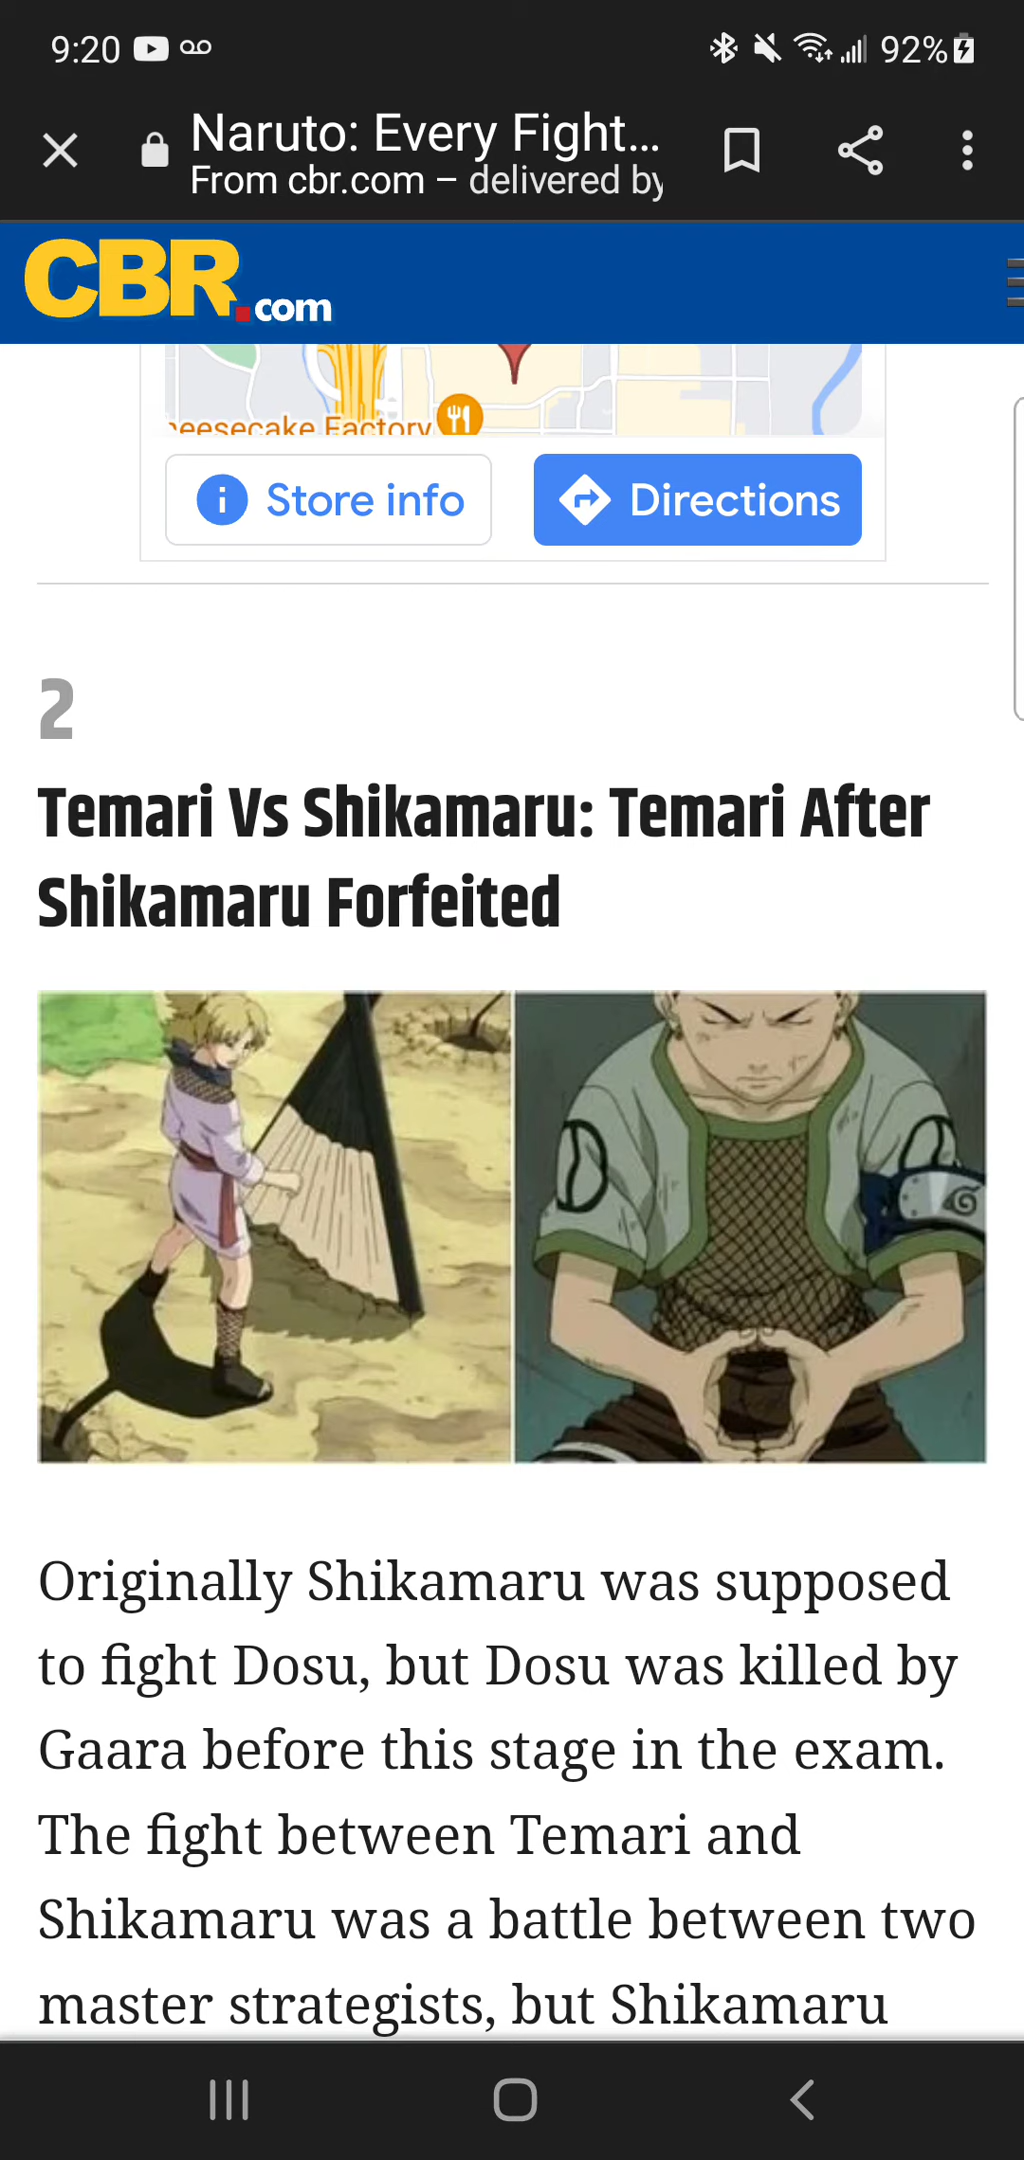 9:20
92%
Naruto: Every Fight...
From cbr.com – delivered by
CBR.com
eesecake Factory
Store info
Directions
2
Temari Vs Shikamaru: Temari After
Shikamaru Forfeited
Originally Shikamaru was supposed
to fight Dosu, but Dosu was killed by
Gaara before this stage in the exam.
The fight between Temari and
Shikamaru was a battle between two
master strategists, but Shikamaru